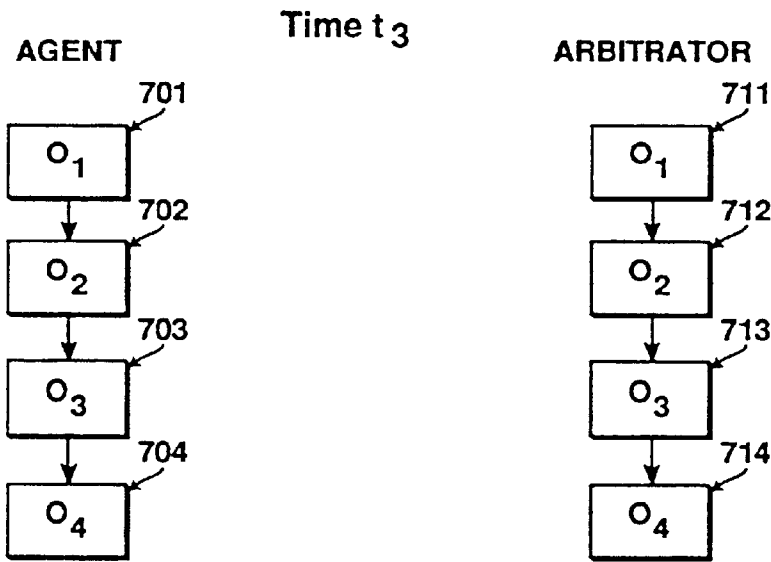 Time t3
AGENT
ARBITRATOR
701
O1
702
O2
703
O3
704
O4
711
O1
712
O2
713
O3
714
O4